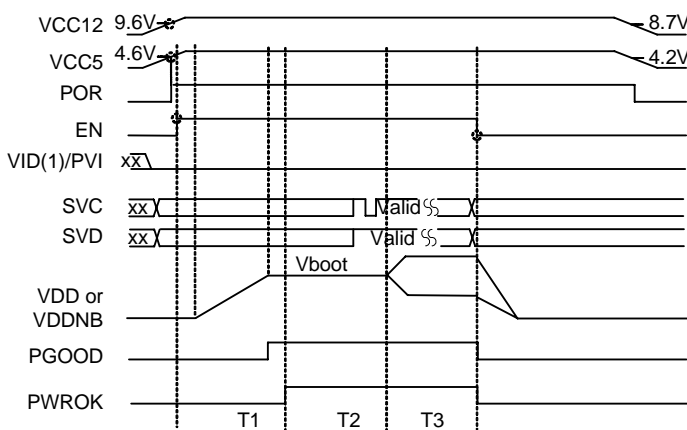 VCC12 9.6V 8.7V
VCC5 4.6V 4.2V
POR
EN
VID(1)/PVI xx
SVC xx Valid
SVD xx Valid
Vboot
VDD or
VDDNB
PGOOD
PWROK
T1 T2 T3